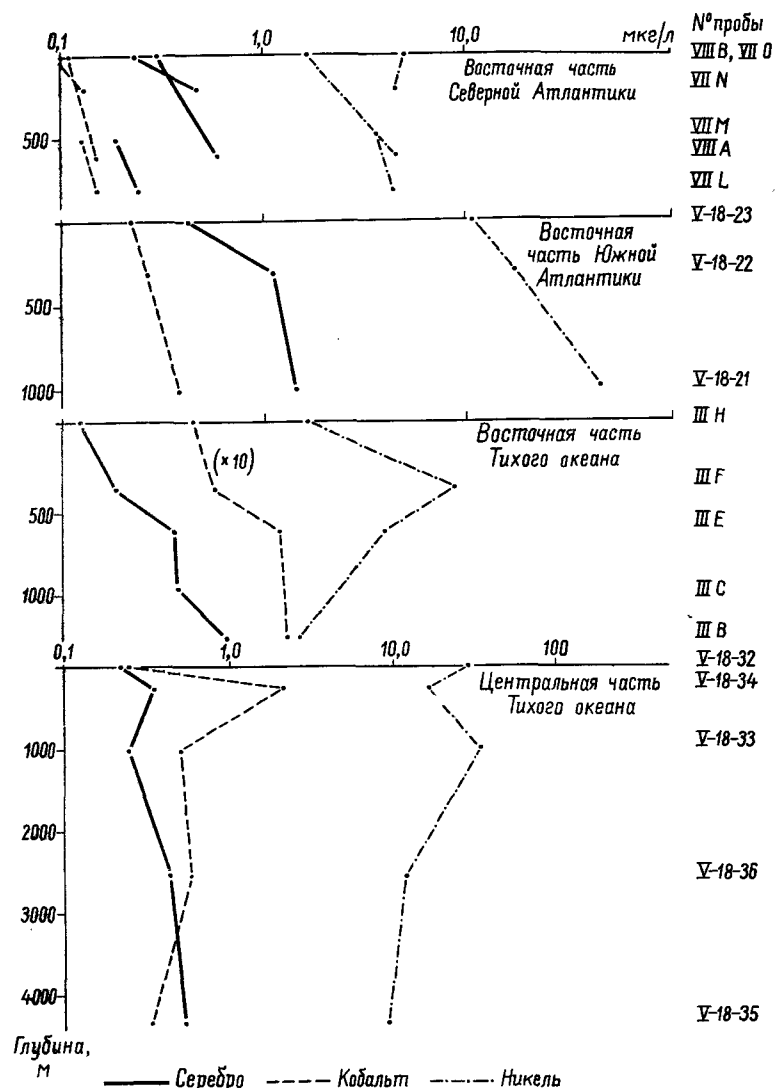 0,1 1,0 10,0 мкг/л N° пробы
VIII B, VII O
Восточная часть
Северной Атлантики
VII N
VII M
500 VIII A
VII L
V-18-23
Восточная
часть Южной
Атлантики
V-18-22
500
1000 V-18-21
III H
Восточная часть
Тихого океана
(×10)
III F
500 III E
1000 III C
III B
0,1 1,0 10,0 100
V-18-32
Центральная часть
Тихого океана
V-18-34
1000 V-18-33
2000
V-18-36
3000
4000 V-18-35
Глубина,
м
Серебро Кобальт Никель